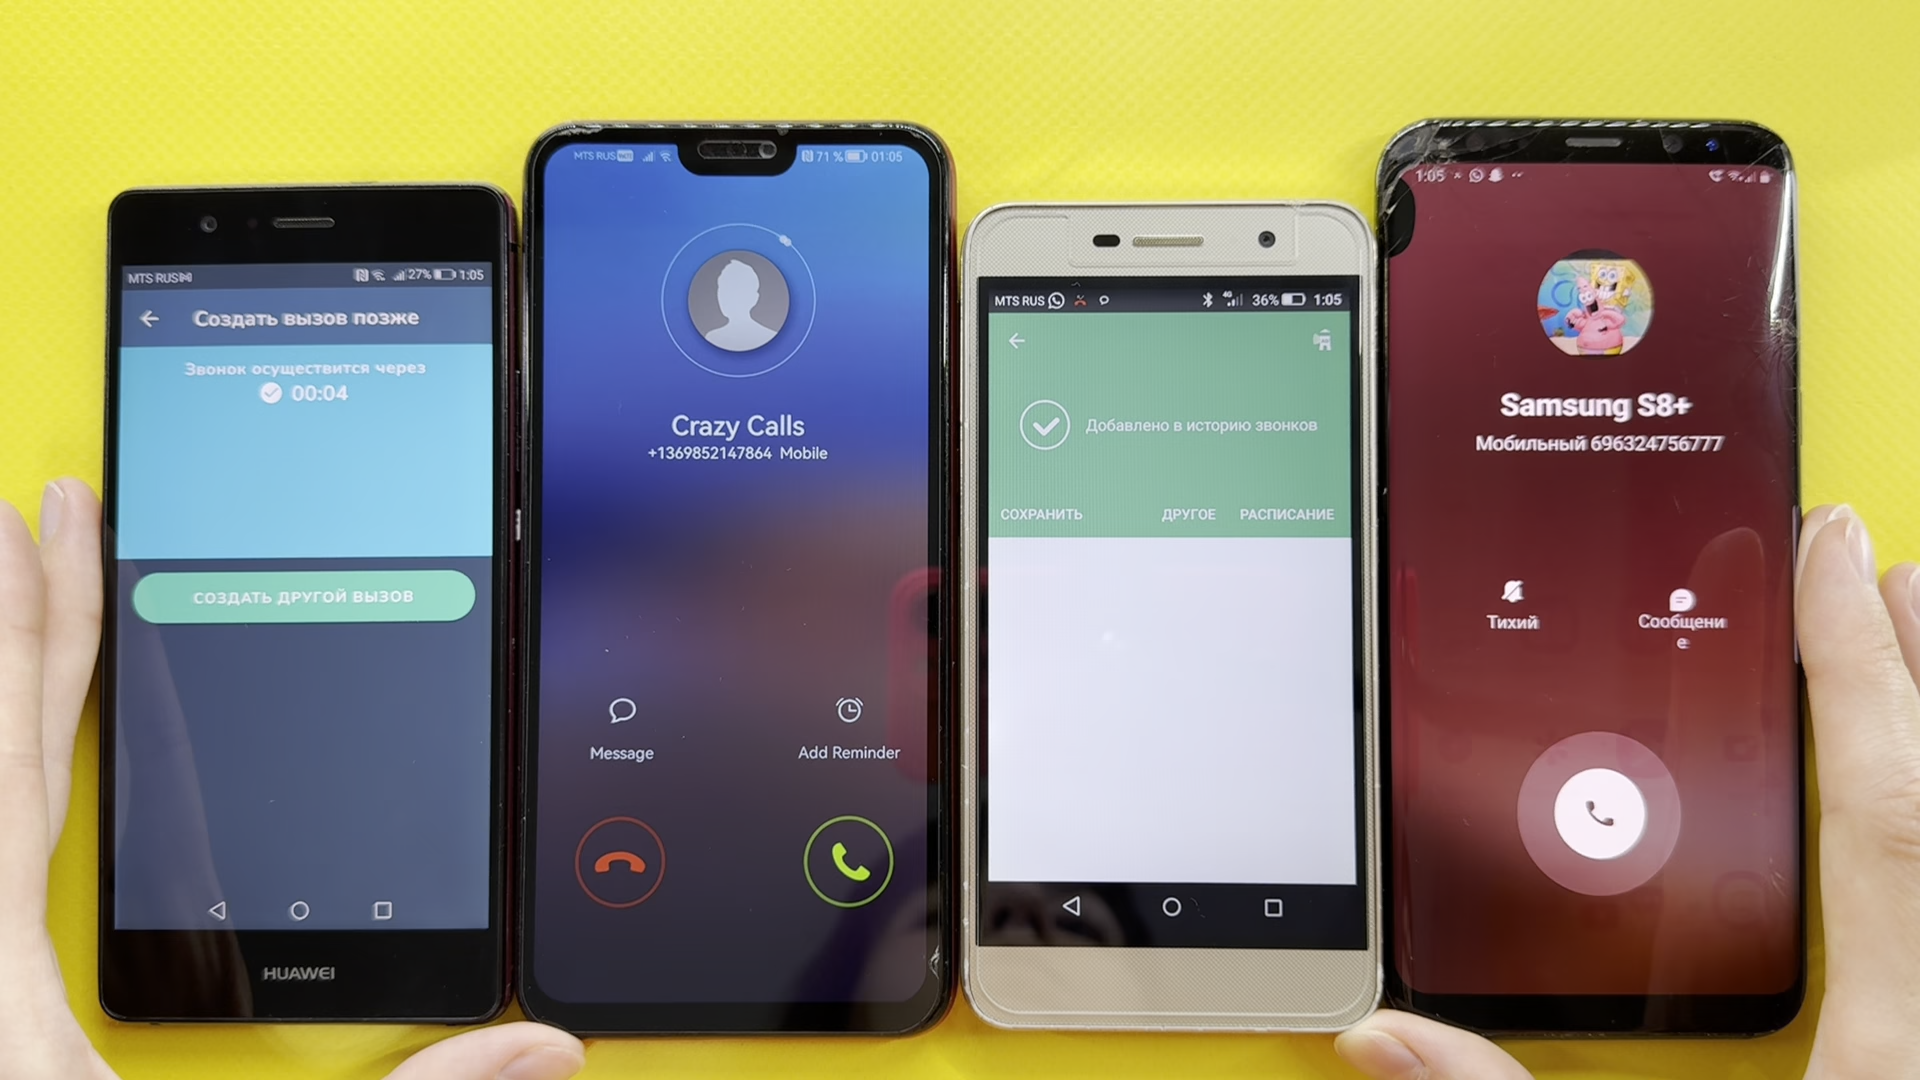 MTS RUS
27% 1:05
Создать вызов позже
Звонок осуществится через
00:04
СОЗДАТЬ ДРУГОЙ ВЫЗОВ
HUAWEI
MTS RUS
71 % 01:05
Crazy Calls
+1369852147864 Mobile
Message
Add Reminder
MTS RUS
4G 36% 1:05
Добавлено в историю звонков
СОХРАНИТЬ
ДРУГОЕ
РАСПИСАНИЕ
1:05
Samsung S8+
Мобильный 696324756777
Тихий
Сообщени
е